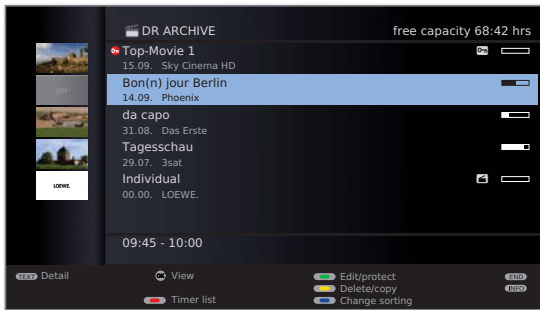 DR ARCHIVE free capacity 68:42 hrs
Top-Movie 1
15.09. Sky Cinema HD
Bon(n) jour Berlin
14.09. Phoenix
da capo
31.08. Das Erste
Tagesschau
29.07. 3sat
Individual
00.00. LOEWE.
LOEWE.
09:45 - 10:00
TEXT Detail OK View Edit/protect END
Delete/copy INFO
Timer list Change sorting